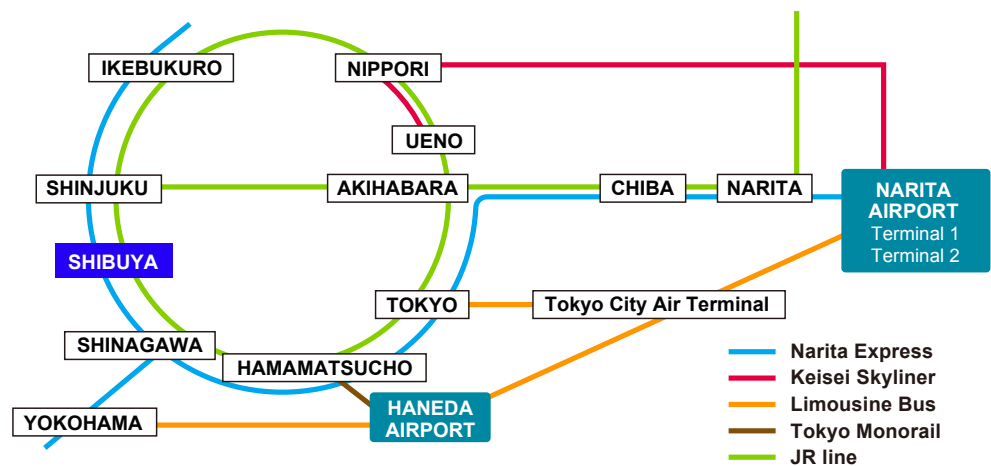 IKEBUKURO
NIPPORI
UENO
SHINJUKU
AKIHABARA
CHIBA
NARITA
NARITA
AIRPORT
Terminal 1
Terminal 2
SHIBUYA
TOKYO
Tokyo City Air Terminal
SHINAGAWA
HAMAMATSUCHO
YOKOHAMA
HANEDA
AIRPORT
Narita Express
Keisei Skyliner
Limousine Bus
Tokyo Monorail
JR line